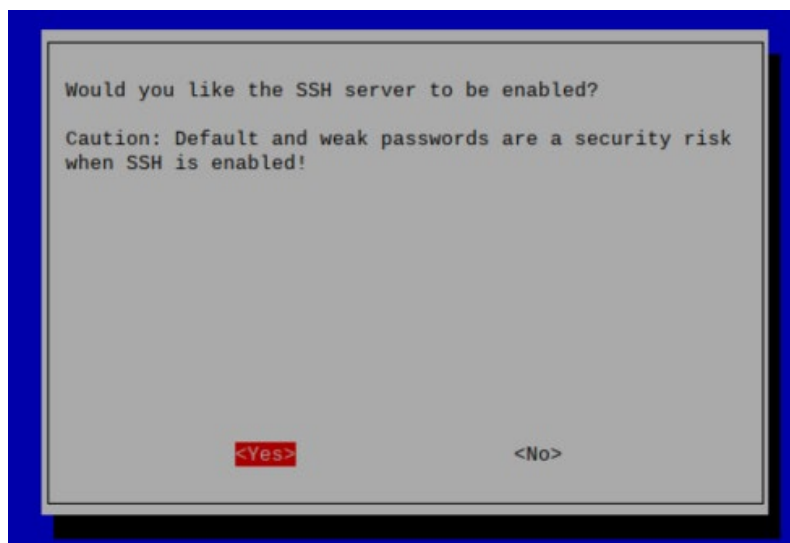 Would you like the SSH server to be enabled?
Caution: Default and weak passwords are a security risk
when SSH is enabled!
<Yes> <No>